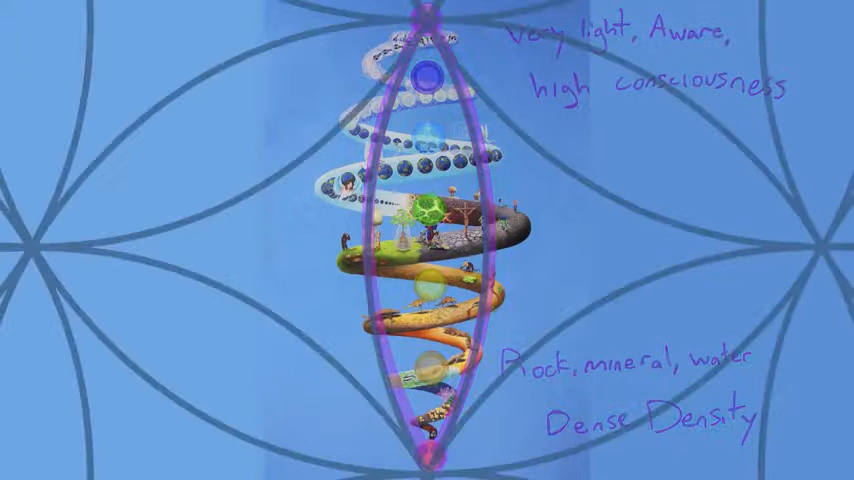 Very light, Aware,
high consciousness
Rock, mineral, water
Dense Density